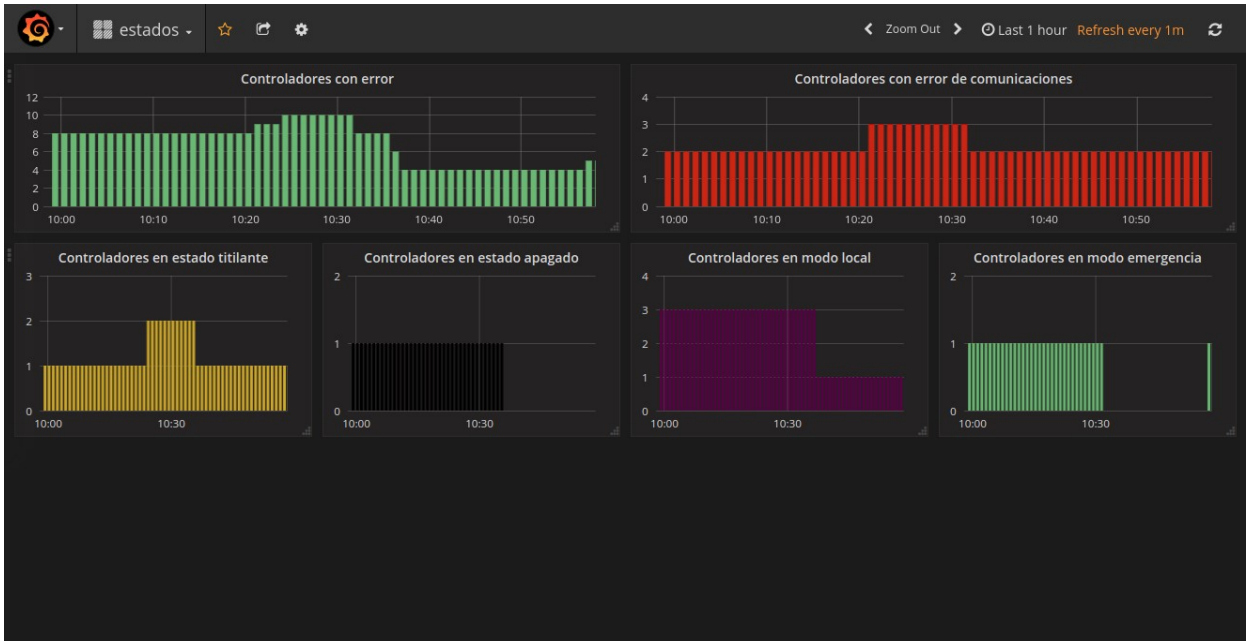 estados
Zoom Out
Last 1 hour Refresh every 1m
Controladores con error
12
10
8
6
4
2
0
10:00 10:10 10:20 10:30 10:40 10:50
Controladores con error de comunicaciones
4
3
2
1
0
10:00 10:10 10:20 10:30 10:40 10:50
Controladores en estado titilante
3
2
1
0
10:00 10:30
Controladores en estado apagado
2
1
0
10:00 10:30
Controladores en modo local
4
3
2
1
0
10:00 10:30
Controladores en modo emergencia
2
1
0
10:00 10:30